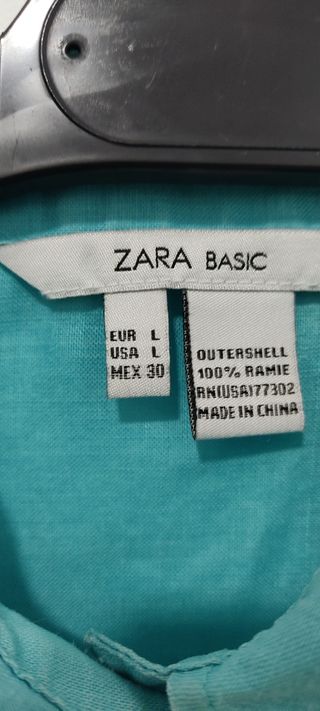 ZARA BASIC
EUR L
USA L
MEX 30
OUTERSHELL
100% RAMIE
RN(USA)77302
MADE IN CHINA